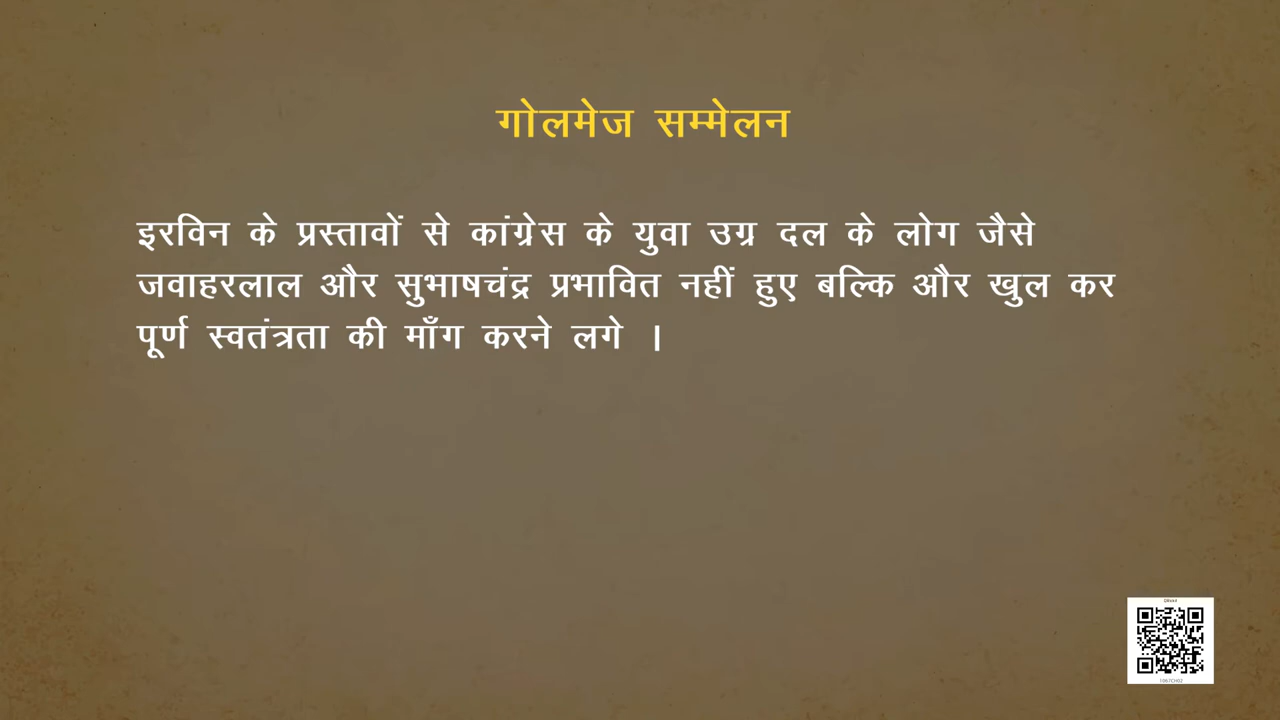 गोलमेज सम्मेलन
इरविन के प्रस्तावों से कांग्रेस के युवा उग्र दल के लोग जैसे
जवाहरलाल और सुभाषचंद्र प्रभावित नहीं हुए बल्कि और खुल कर
पूर्ण स्वतंत्रता की माँग करने लगे ।